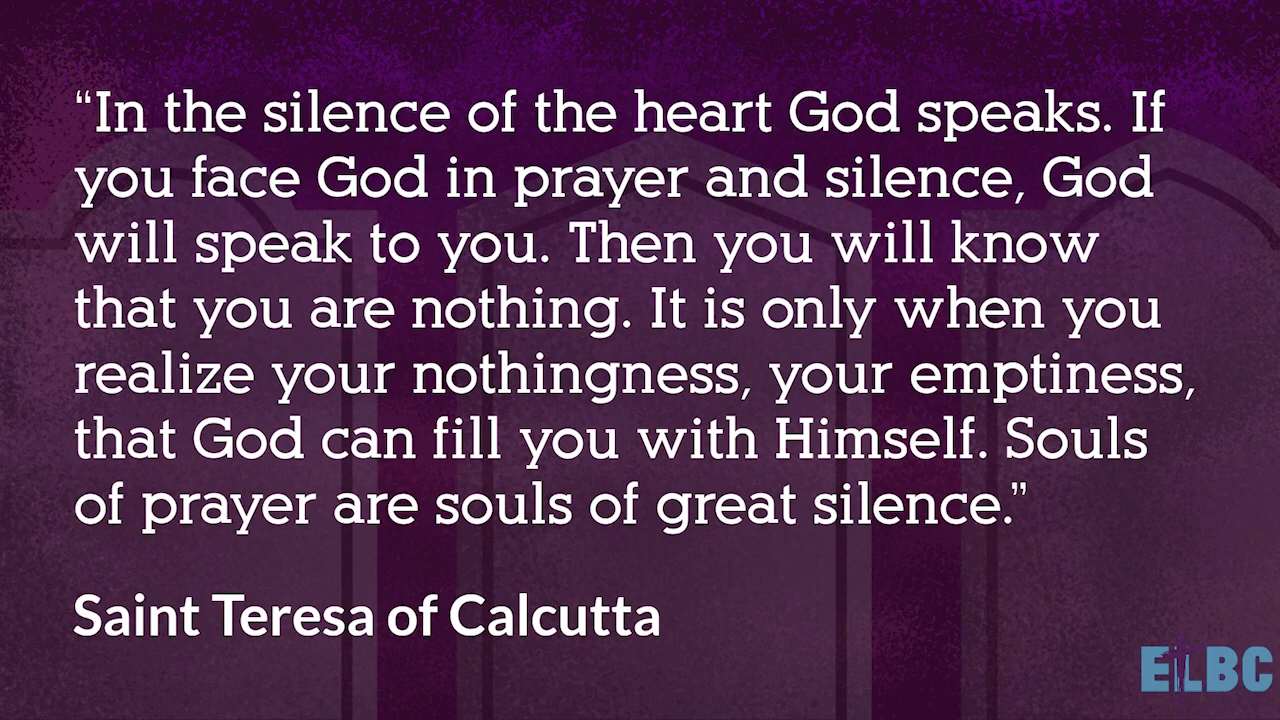 “In the silence of the heart God speaks. If
you face God in prayer and silence, God
will speak to you. Then you will know
that you are nothing. It is only when you
realize your nothingness, your emptiness,
that God can fill you with Himself. Souls
of prayer are souls of great silence.”
Saint Teresa of Calcutta
ELBC